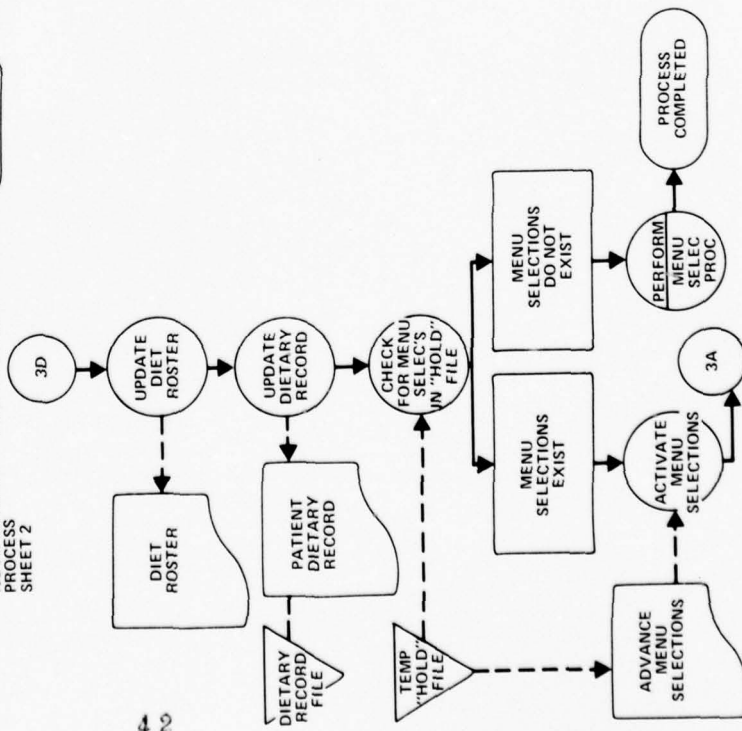 PROCESS
SHEET 2
3D
UPDATE
DIET
ROSTER
DIET
ROSTER
UPDATE
DIETARY
RECORD
PATIENT
DIETARY
RECORD
DIETARY
RECORD
FILE
CHECK
FOR MENU
SELEC'S
IN "HOLD"
FILE
TEMP
"HOLD"
FILE
MENU
SELECTIONS
EXIST
MENU
SELECTIONS
DO NOT
EXIST
ADVANCE
MENU
SELECTIONS
ACTIVATE
MENU
SELECTIONS
PERFORM
MENU
SELEC
PROC
PROCESS
COMPLETED
3A
42